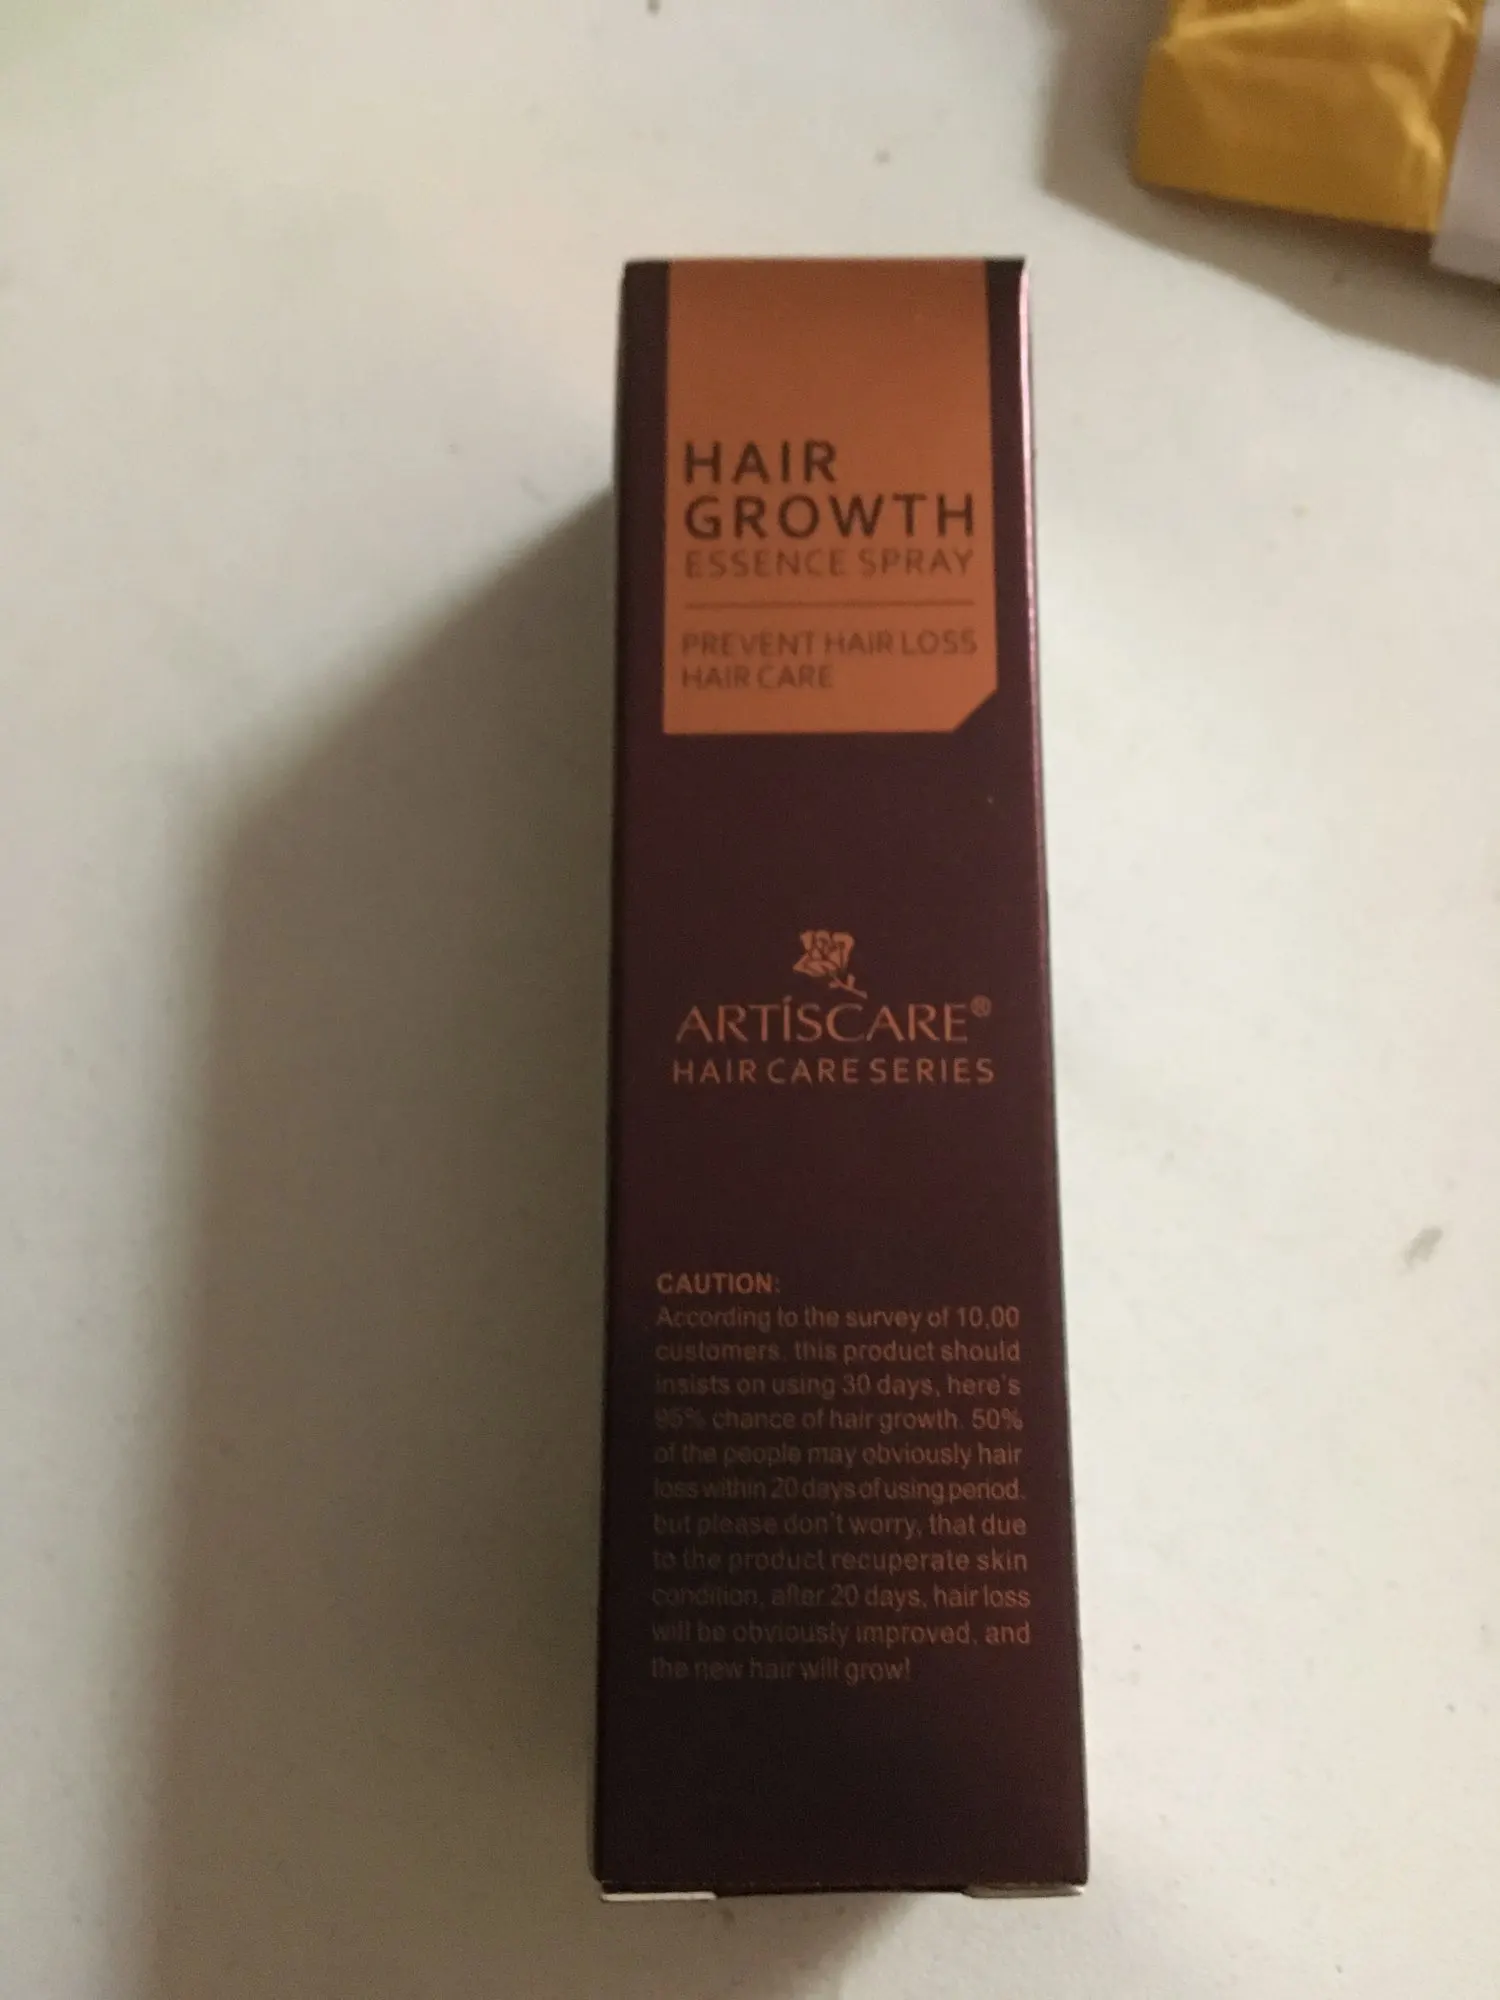 HAIR
GROWTH
ESSENCE SPRAY
PREVENT HAIR LOSS
HAIR CARE
ARTÍSCARE®
HAIR CARE SERIES
CAUTION:
According to the survey of 10,00
customers, this product should
insists on using 30 days, here's
95% chance of hair growth. 50%
of the people may obviously hair
loss within 20 days of using period.
but please don't worry, that due
to the product recuperate skin
condition, after 20 days, hair loss
will be obviously improved, and
the new hair will grow!